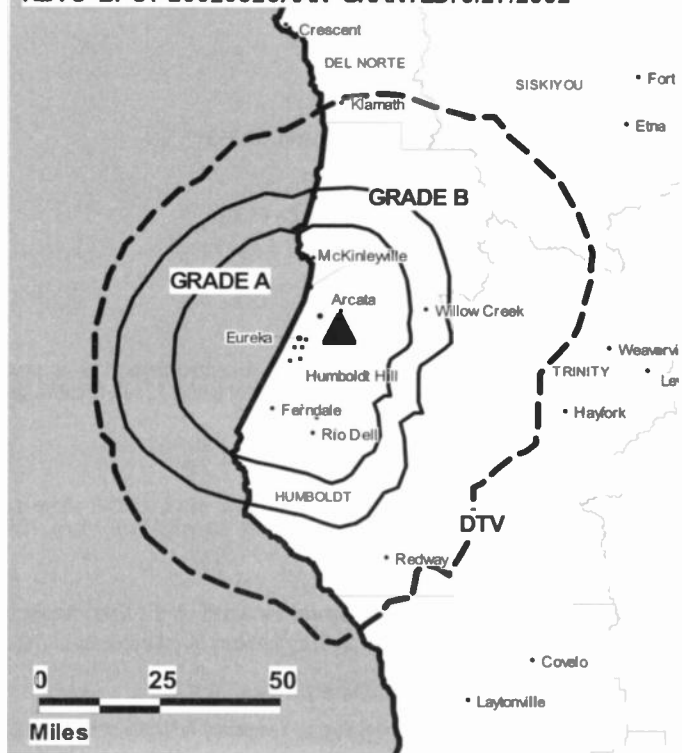 Crescent
DEL NORTE
SISKIYOU
Fort
Klamath
Etna
GRADE B
McKinleyville
GRADE A
Arcata
Willow Creek
Eureka
Weavervi
TRINITY
Humboldt Hill
Ferndale
Hayfork
Rio Dell
HUMBOLDT
DTV
Redway
Covelo
0 25 50
Laytonville
Miles